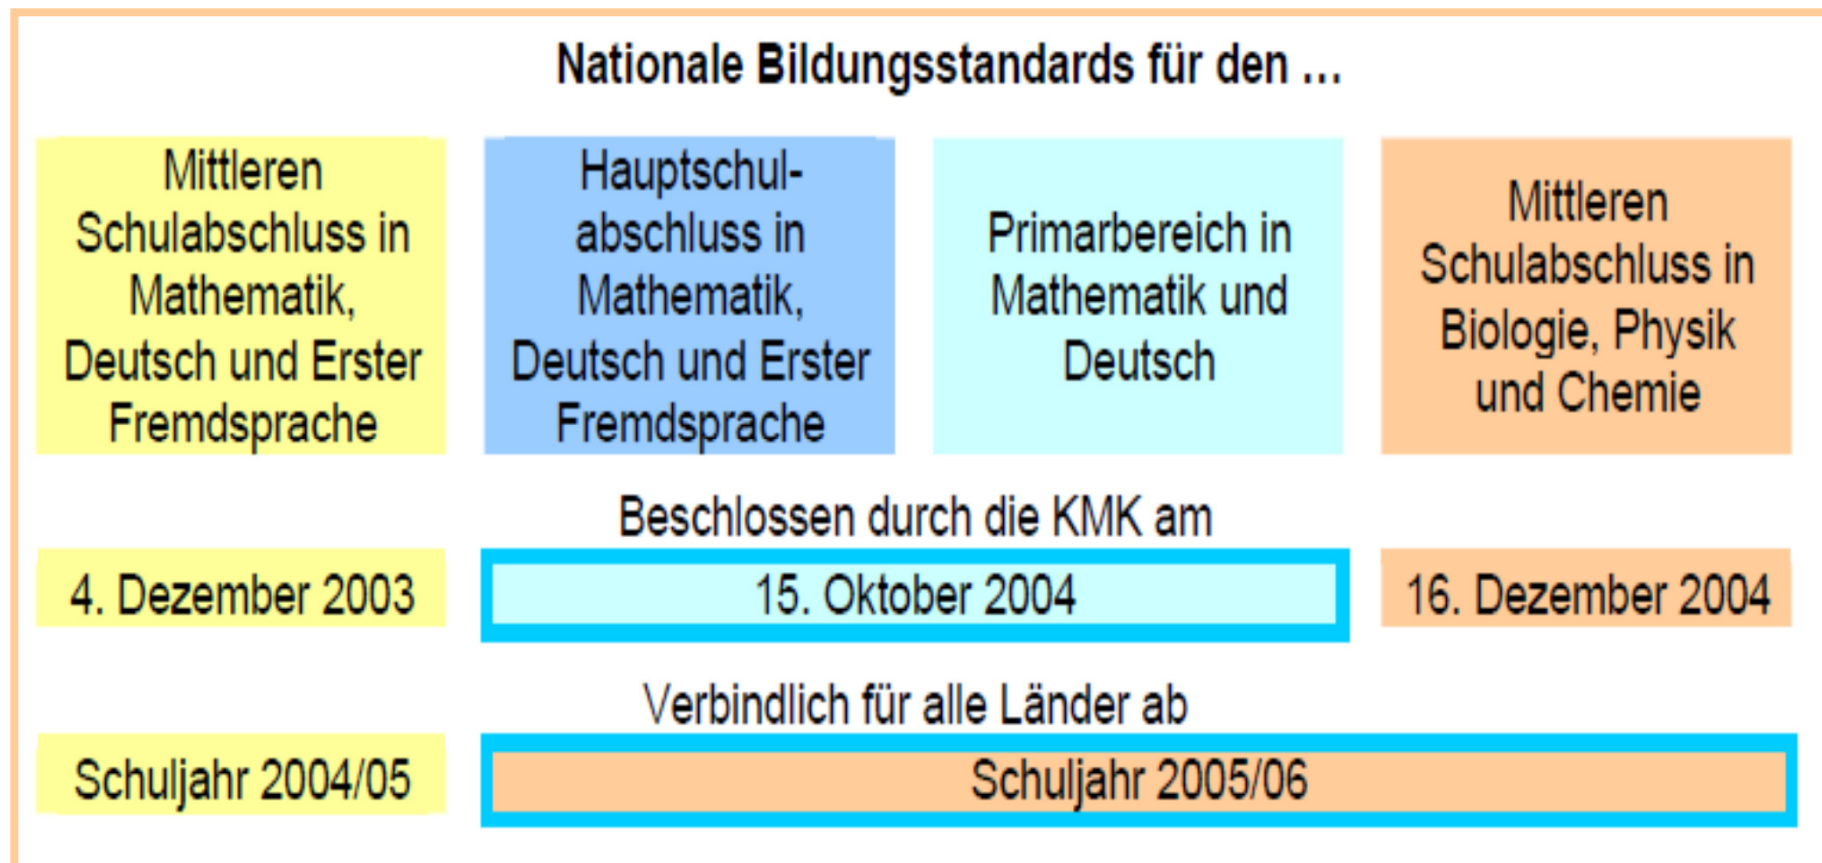 Nationale Bildungsstandards für den ...
Mittleren
Schulabschluss in
Mathematik,
Deutsch und Erster
Fremdsprache
Hauptschul-
abschluss in
Mathematik,
Deutsch und Erster
Fremdsprache
Primarbereich in
Mathematik und
Deutsch
Mittleren
Schulabschluss in
Biologie, Physik
und Chemie
Beschlossen durch die KMK am
4. Dezember 2003
15. Oktober 2004
16. Dezember 2004
Verbindlich für alle Länder ab
Schuljahr 2004/05
Schuljahr 2005/06